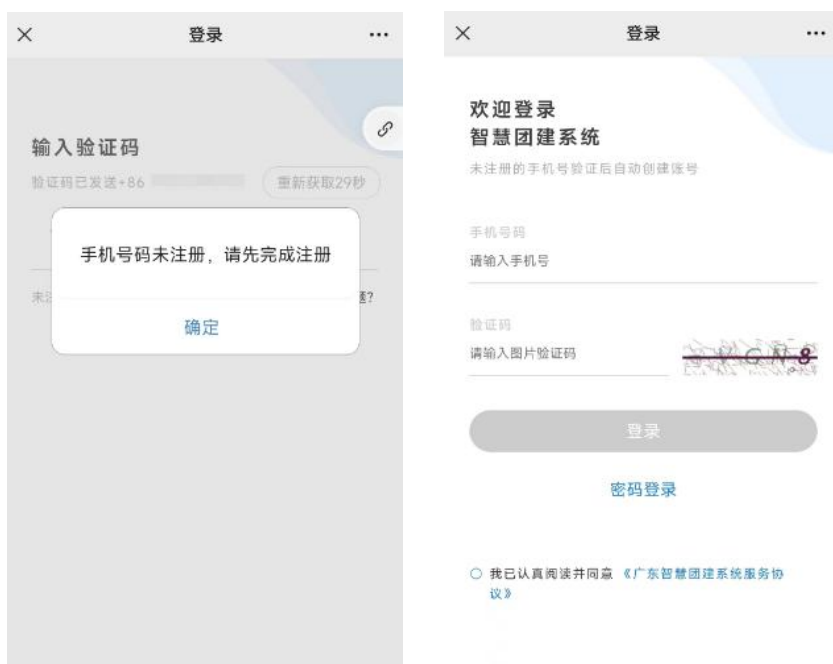 登录
输入验证码
验证码已发送+86
重新获取29秒
手机号码未注册，请先完成注册
确定
登录
欢迎登录
智慧团建系统
未注册的手机号验证后自动创建账号
手机号码
请输入手机号
验证码
请输入图片验证码
登录
密码登录
我已认真阅读并同意《广东智慧团建系统服务协
议》